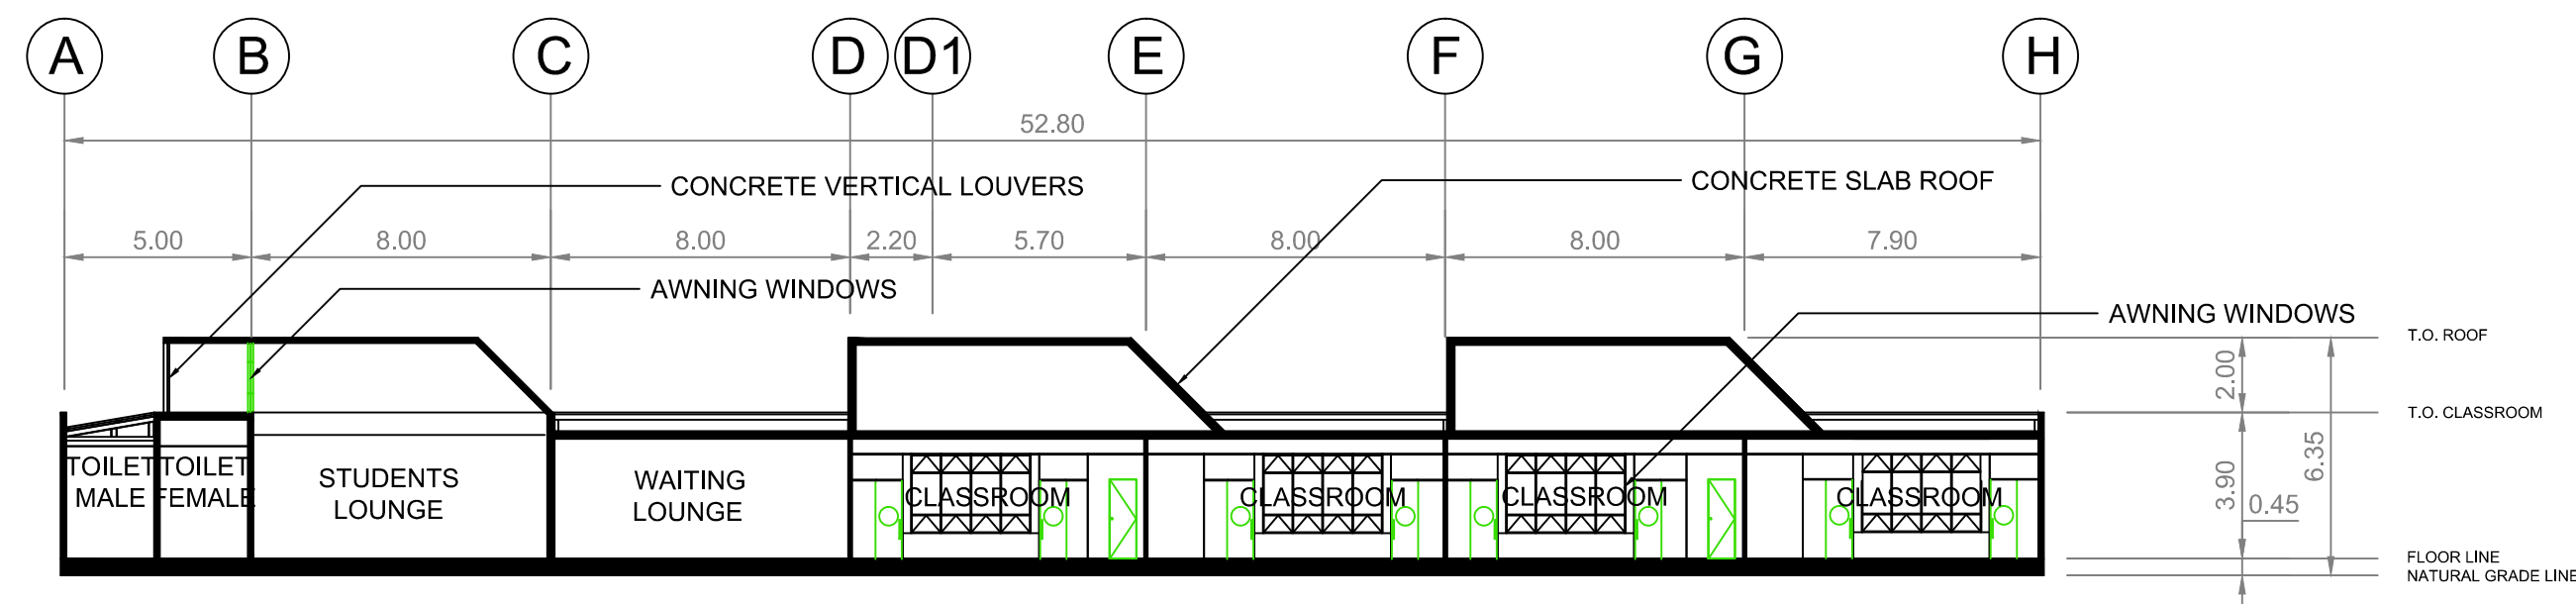 A B C D D1 E F G H
52.80
CONCRETE VERTICAL LOUVERS
CONCRETE SLAB ROOF
5.00 8.00 8.00 2.20 5.70 8.00 8.00 7.90
AWNING WINDOWS
AWNING WINDOWS
T.O. ROOF
2.00
T.O. CLASSROOM
6.35
3.90
0.45
TOILET
MALE
TOILET
FEMALE
STUDENTS
LOUNGE
WAITING
LOUNGE
CLASSROOM
CLASSROOM
CLASSROOM
CLASSROOM
FLOOR LINE
NATURAL GRADE LINE